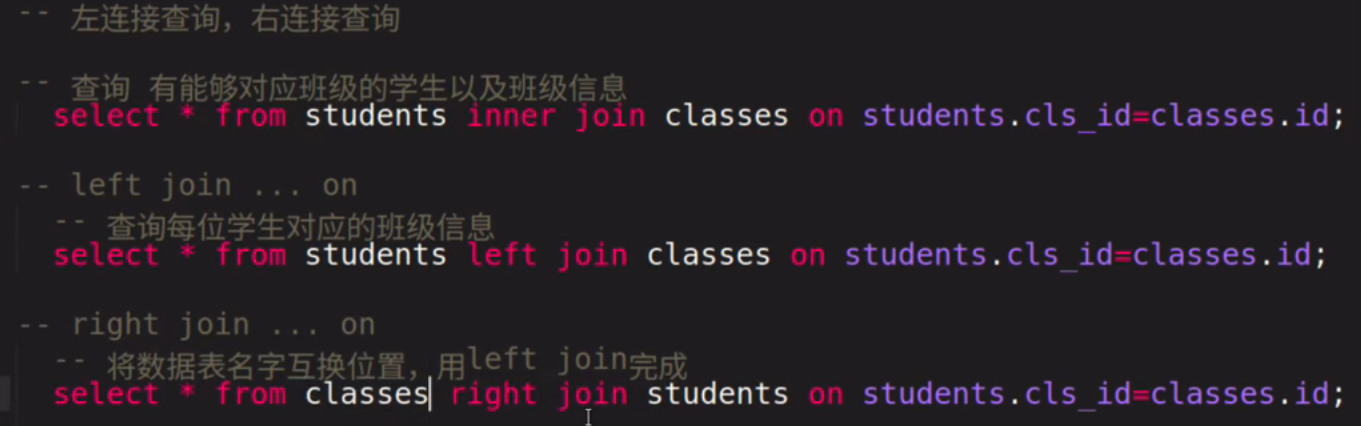 -- 左连接查询，右连接查询
-- 查询 有能够对应班级的学生以及班级信息
select * from students inner join classes on students.cls_id=classes.id;
-- left join ... on
-- 查询每位学生对应的班级信息
select * from students left join classes on students.cls_id=classes.id;
-- right join ... on
-- 将数据表名字互换位置，用left join完成
select * from classes right join students on students.cls_id=classes.id;